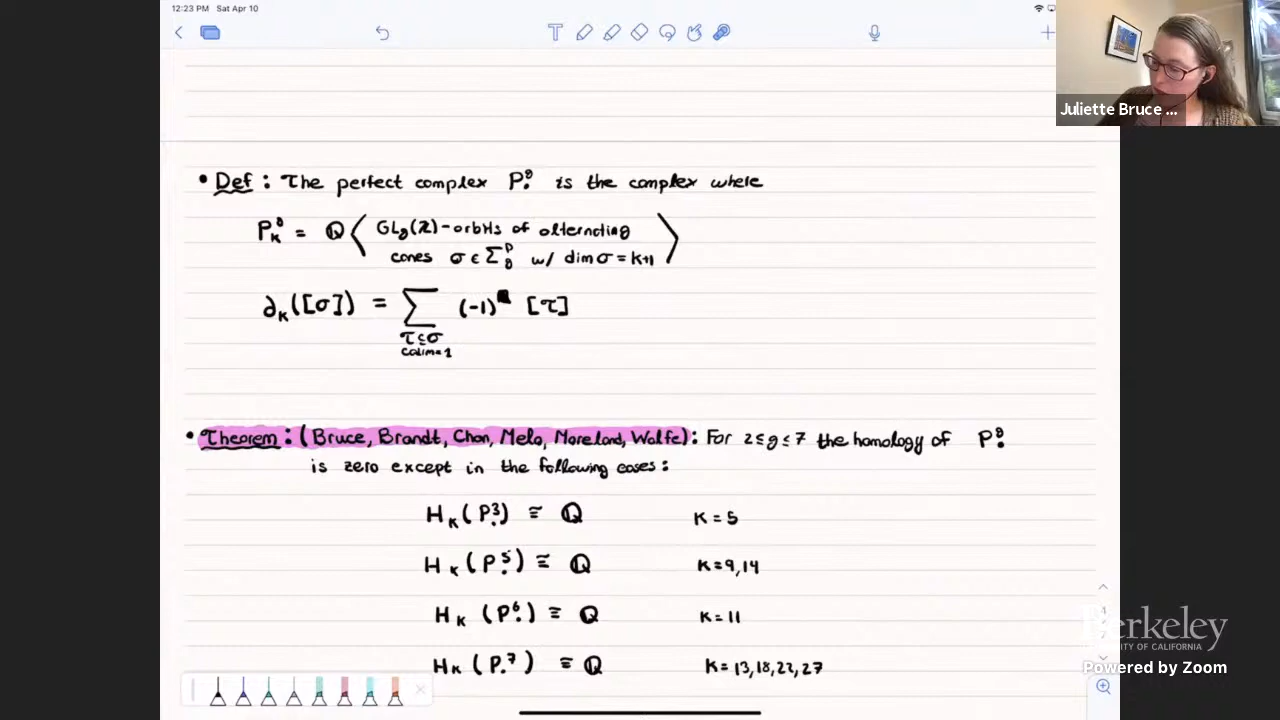 12:23 PM Sat Apr 10
Juliette Bruce ...
• Def: The perfect complex P.ᵍ is the complex where
Pₖᵍ = ℚ⟨ GL_g(ℤ)-orbits of alternating
cones σ ∈ Σ_g^P w/ dim σ = k+1 ⟩
∂ₖ([σ]) = ∑ (-1) [τ]
τ⊆σ
codim=1
• Theorem: (Bruce, Brandt, Chan, Melo, Moreland, Wolfe): For 2≤g≤7 the homology of P.ᵍ
is zero except in the following cases:
Hₖ(P.³) ≅ ℚ k=5
Hₖ(P.⁵) ≅ ℚ k=9,14
Hₖ(P.⁶) ≅ ℚ k=11
Hₖ(P.⁷) ≅ ℚ k=13,18,22,27
Berkeley
UNIVERSITY OF CALIFORNIA
Powered by Zoom